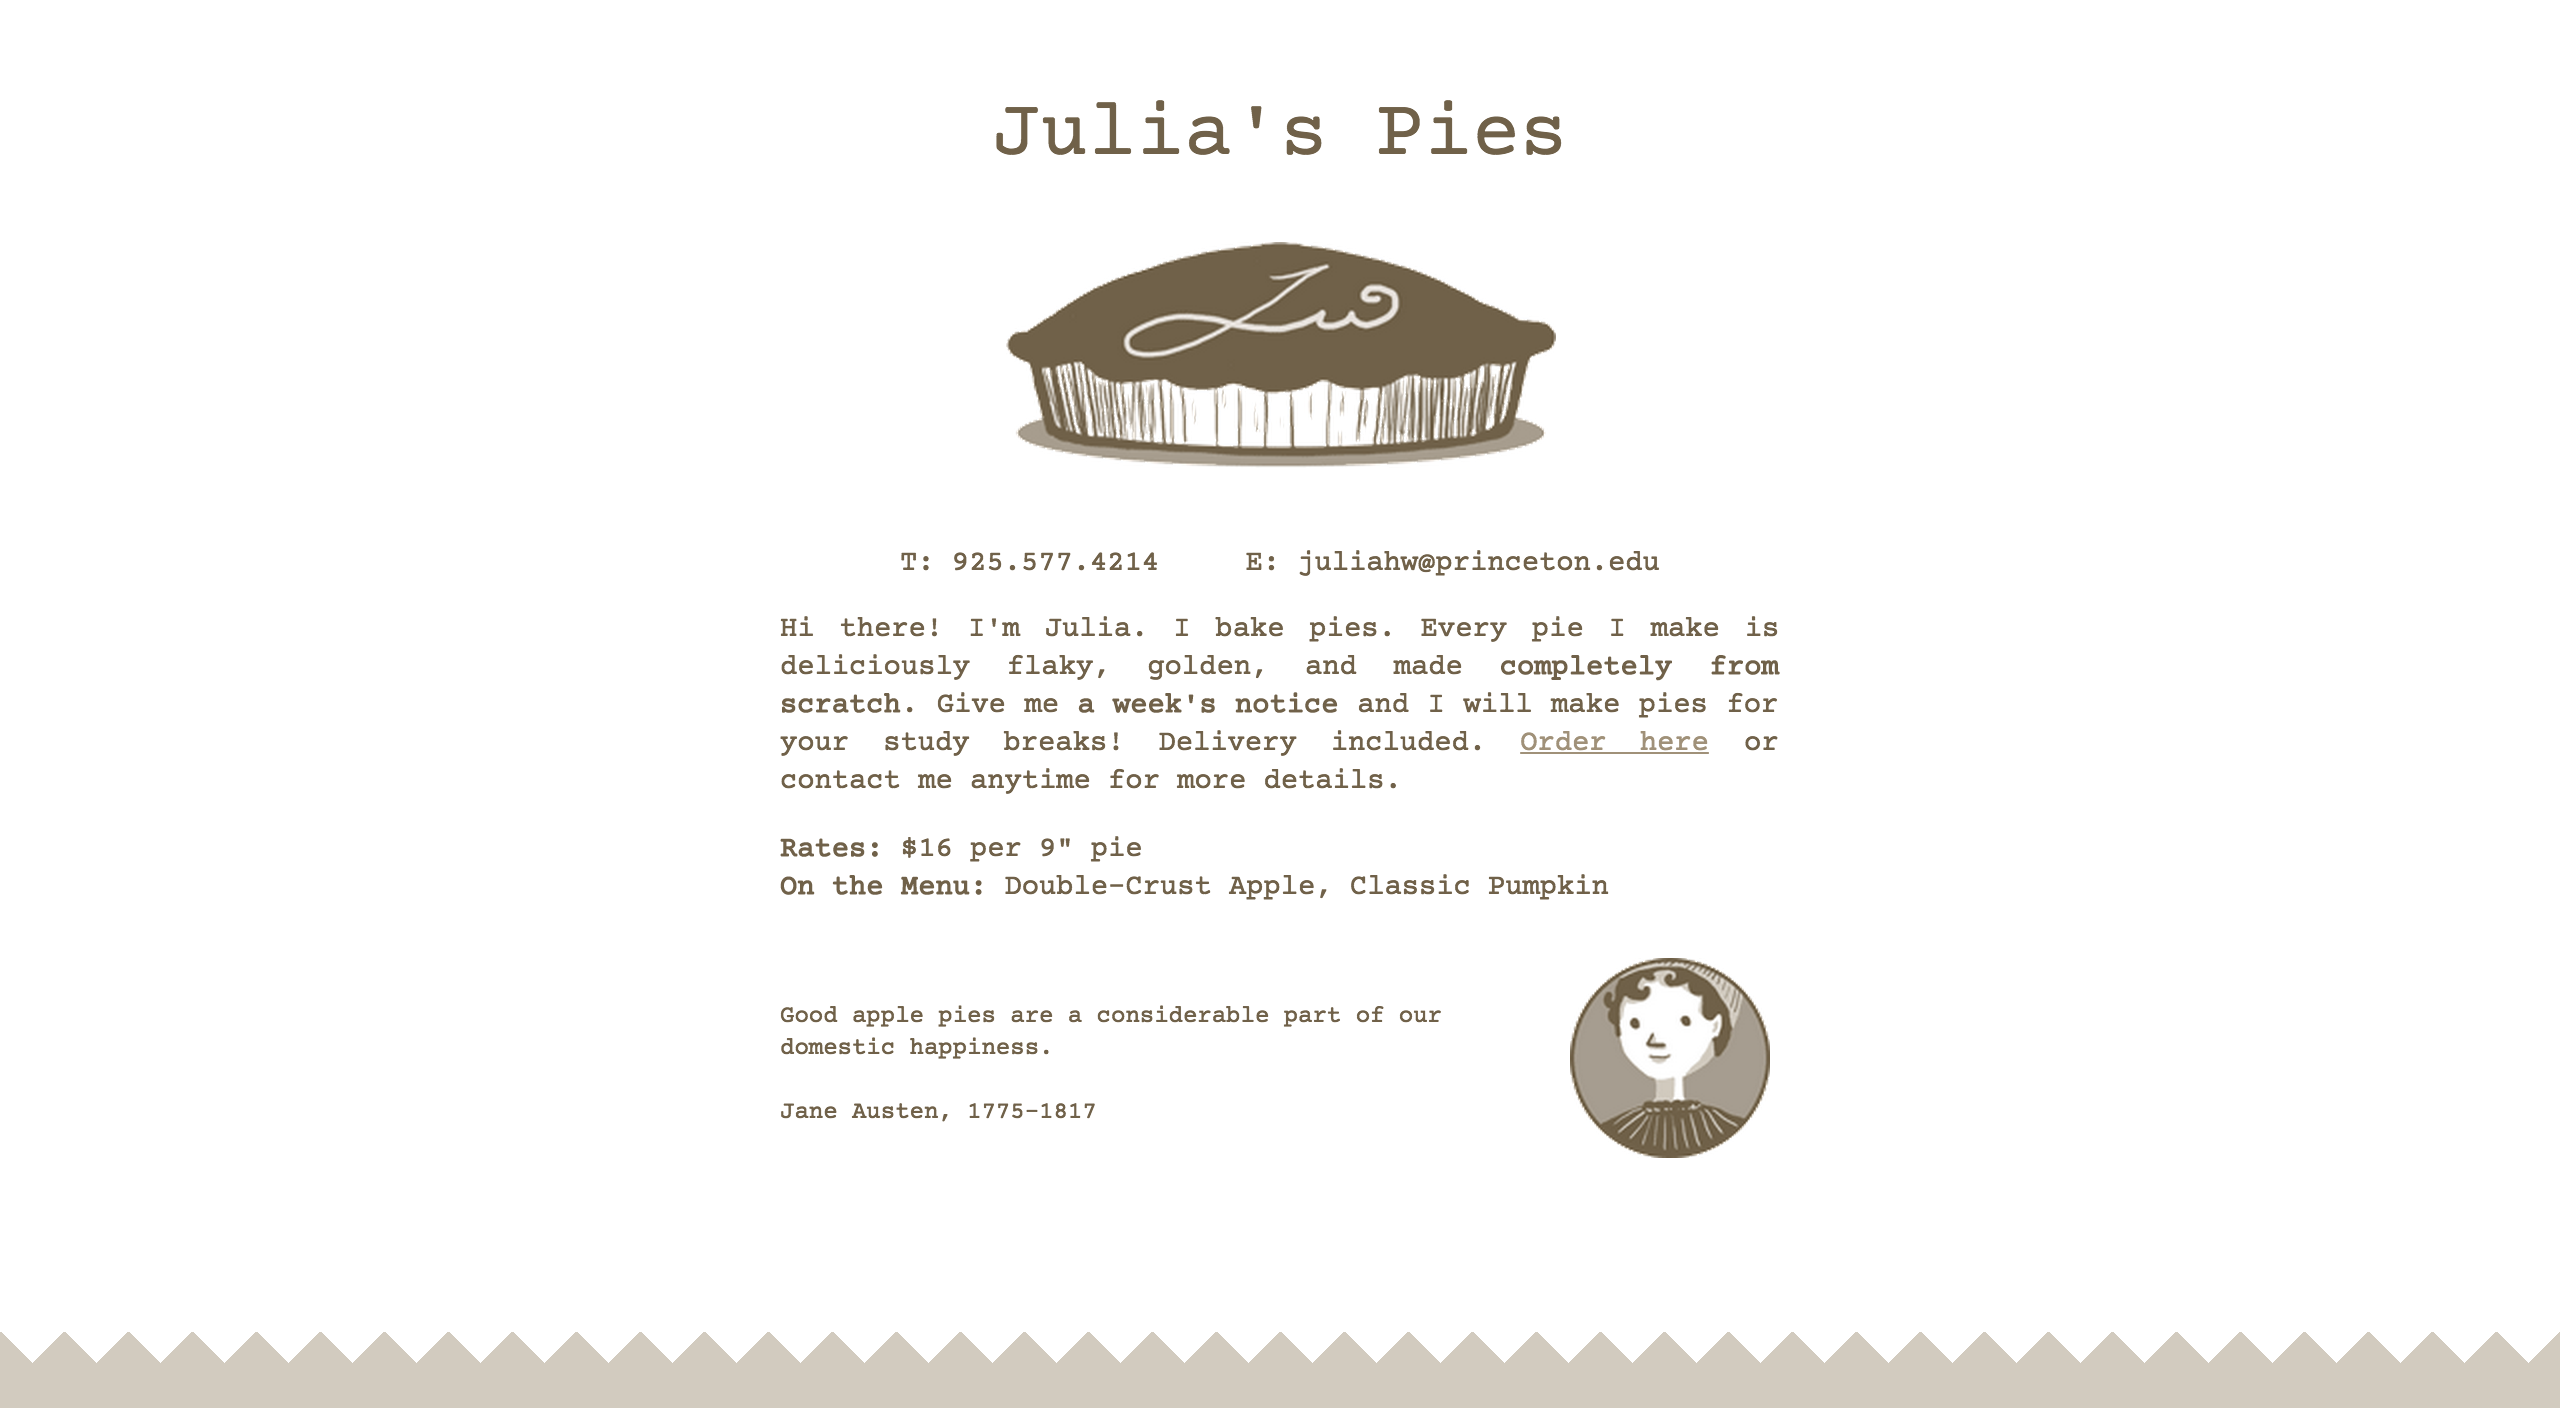 Julia's Pies
Jw
T: 925.577.4214 E: juliahw@princeton.edu
Hi there! I'm Julia. I bake pies. Every pie I make is
deliciously flaky, golden, and made completely from
scratch. Give me a week's notice and I will make pies for
your study breaks! Delivery included. Order here or
contact me anytime for more details.
Rates: $16 per 9" pie
On the Menu: Double-Crust Apple, Classic Pumpkin
Good apple pies are a considerable part of our
domestic happiness.
Jane Austen, 1775-1817